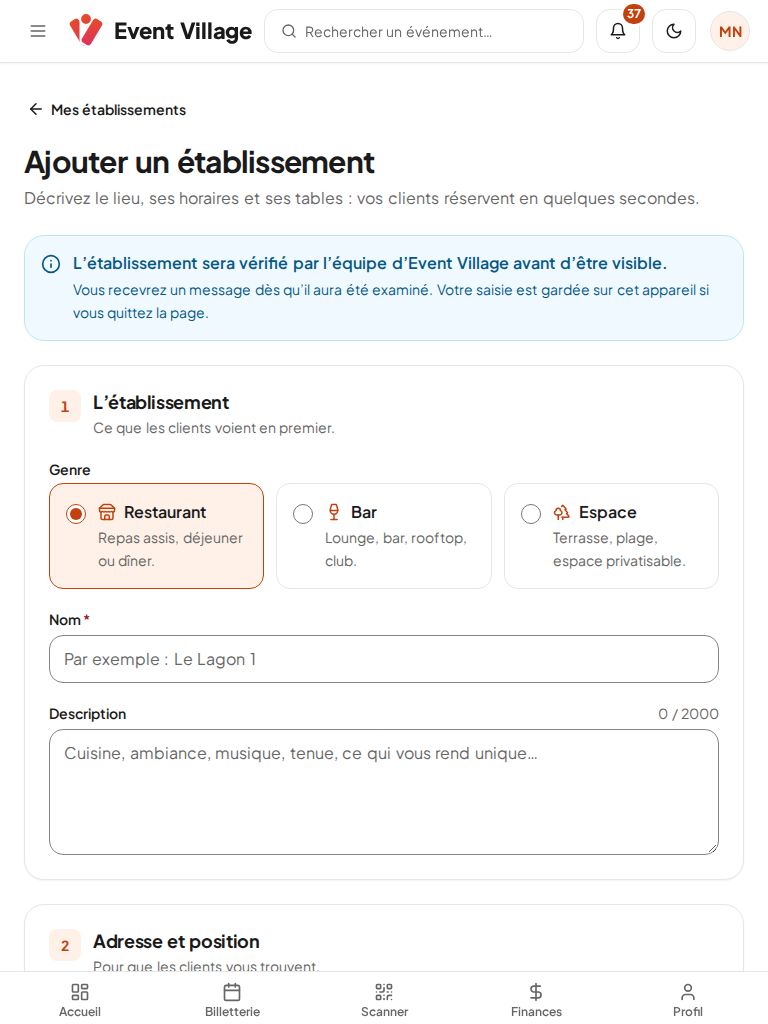 Event Village
Rechercher un événement...
37
MN
Mes établissements
Ajouter un établissement
Décrivez le lieu, ses horaires et ses tables : vos clients réservent en quelques secondes.
L’établissement sera vérifié par l’équipe d’Event Village avant d’être visible.
Vous recevrez un message dès qu’il aura été examiné. Votre saisie est gardée sur cet appareil si
vous quittez la page.
1
L’établissement
Ce que les clients voient en premier.
Genre
Restaurant
Repas assis, déjeuner
ou dîner.
Bar
Lounge, bar, rooftop,
club.
Espace
Terrasse, plage,
espace privatisable.
Nom *
Par exemple : Le Lagon 1
Description
0 / 2000
Cuisine, ambiance, musique, tenue, ce qui vous rend unique...
2
Adresse et position
Pour que les clients vous trouvent.
Accueil
Billetterie
Scanner
Finances
Profil